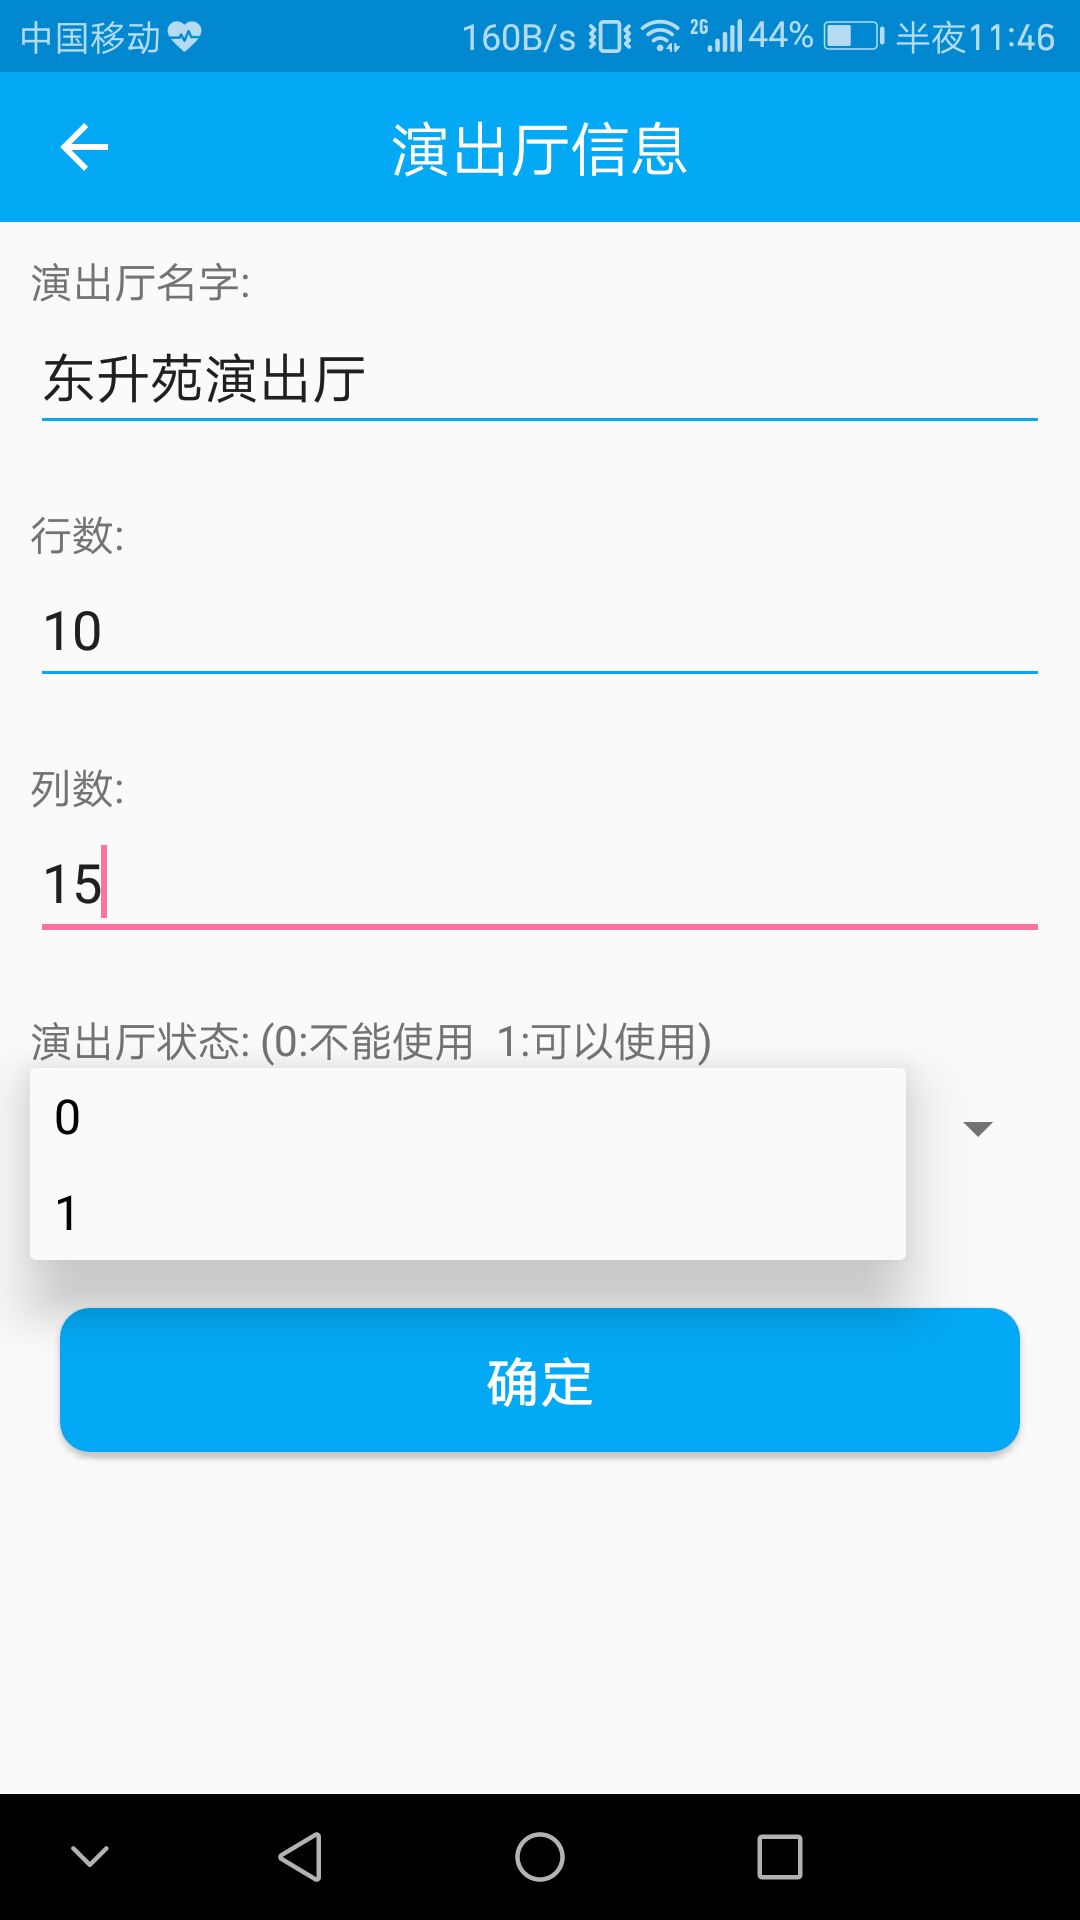 中国移动 160B/s 2G 44% 半夜11:46
演出厅信息
演出厅名字:
东升苑演出厅
行数:
10
列数:
15
演出厅状态: (0:不能使用 1:可以使用)
0
1
确定